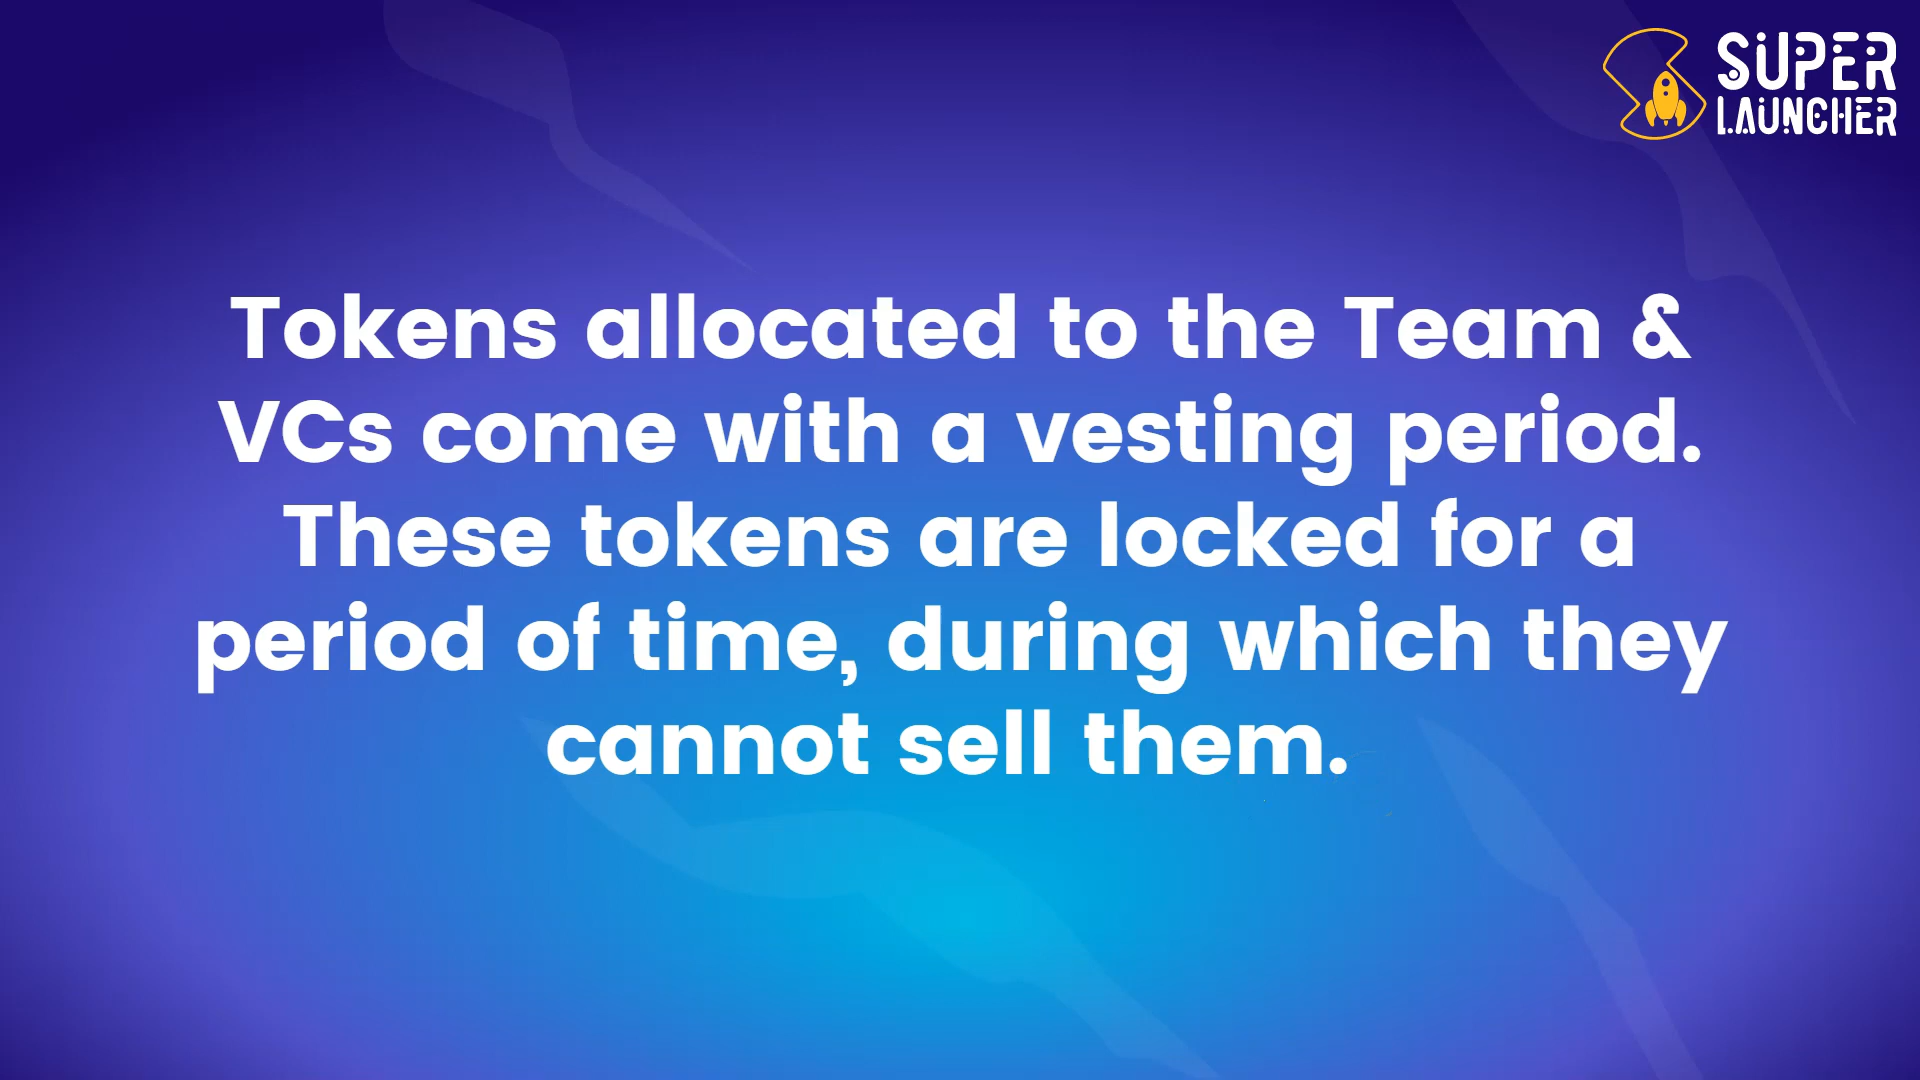 SUPER
LAUNCHER
Tokens allocated to the Team &
VCs come with a vesting period.
These tokens are locked for a
period of time, during which they
cannot sell them.